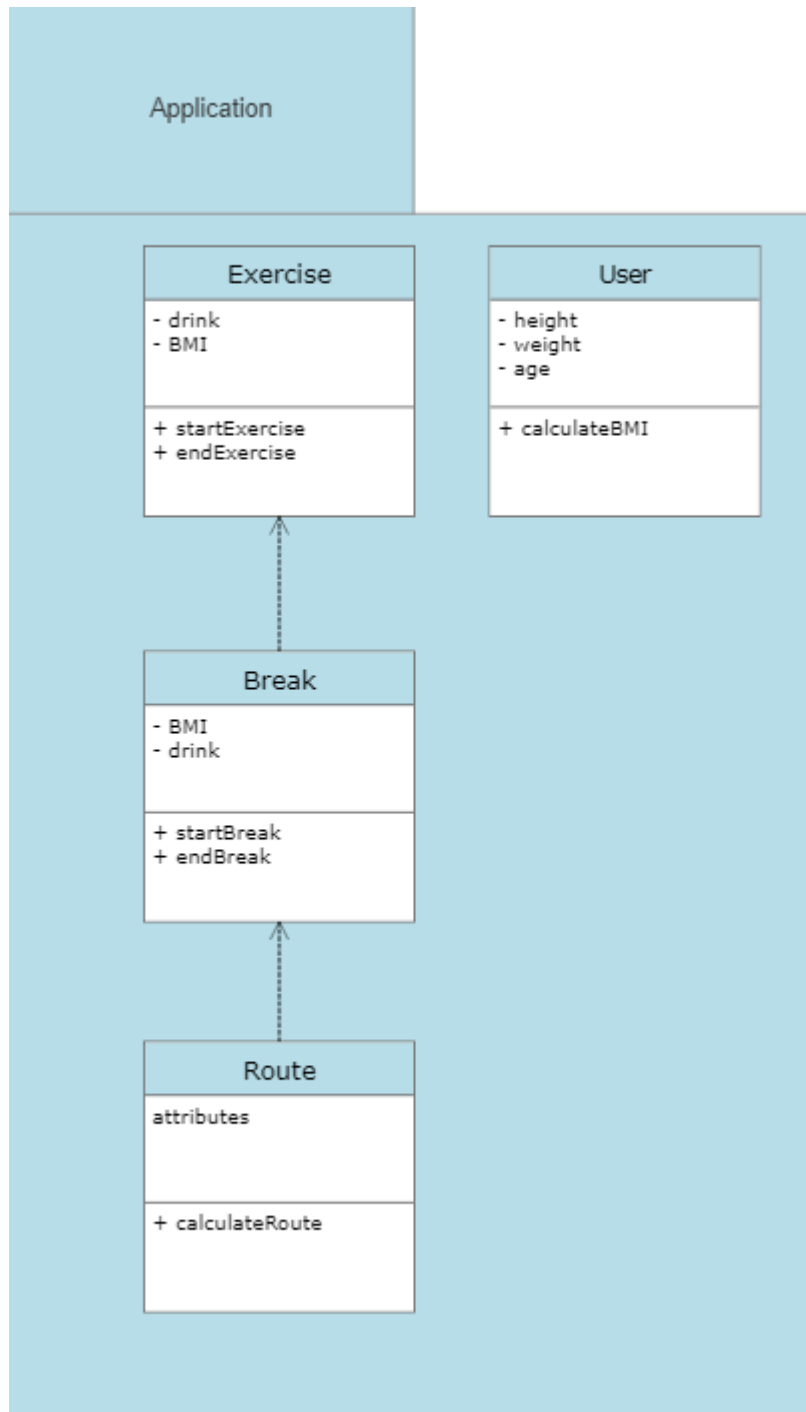 Application
Exercise
- drink
- BMI
+ startExercise
+ endExercise
User
- height
- weight
- age
+ calculateBMI
Break
- BMI
- drink
+ startBreak
+ endBreak
Route
attributes
+ calculateRoute